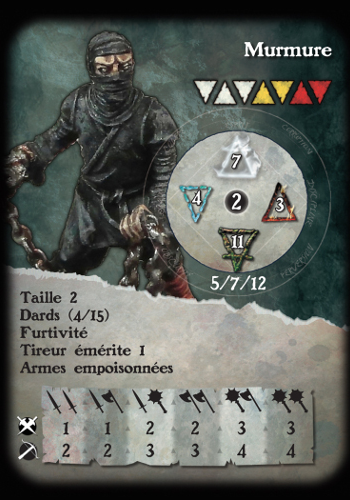 Murmure
7
4 2 3
11
5/7/12
Taille 2
Dards (4/15)
Furtivité
Tireur émérite 1
Armes empoisonnées
1 1 2 2 3 3
2 2 3 3 4 4